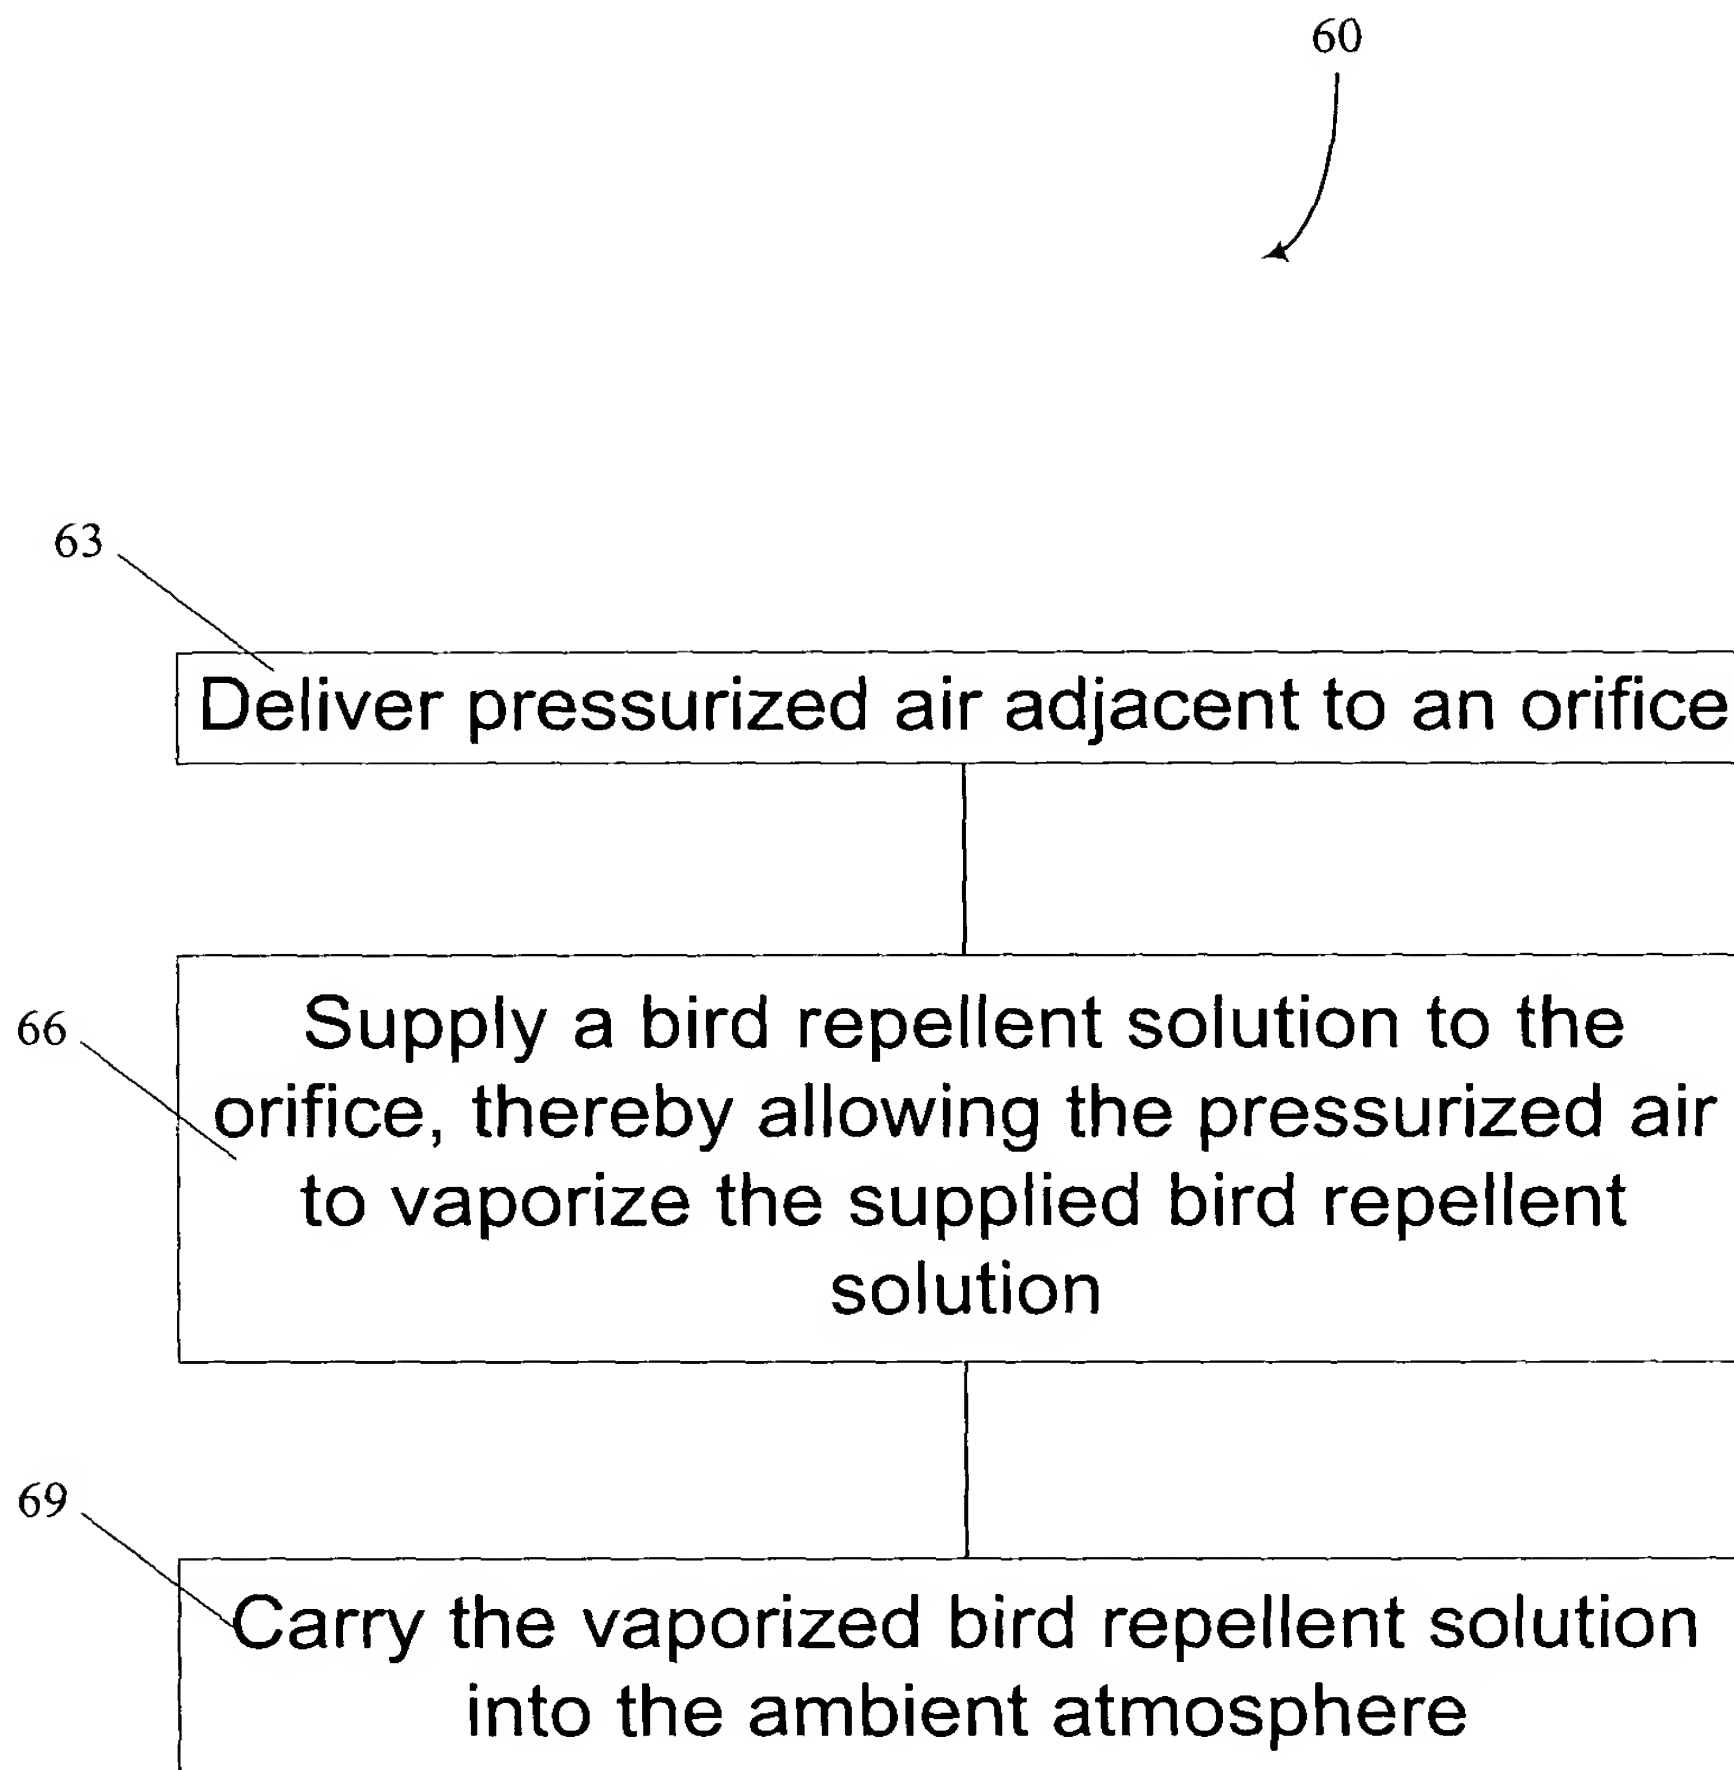 60
63
Deliver pressurized air adjacent to an orifice
66
Supply a bird repellent solution to the
orifice, thereby allowing the pressurized air
to vaporize the supplied bird repellent
solution
69
Carry the vaporized bird repellent solution
into the ambient atmosphere